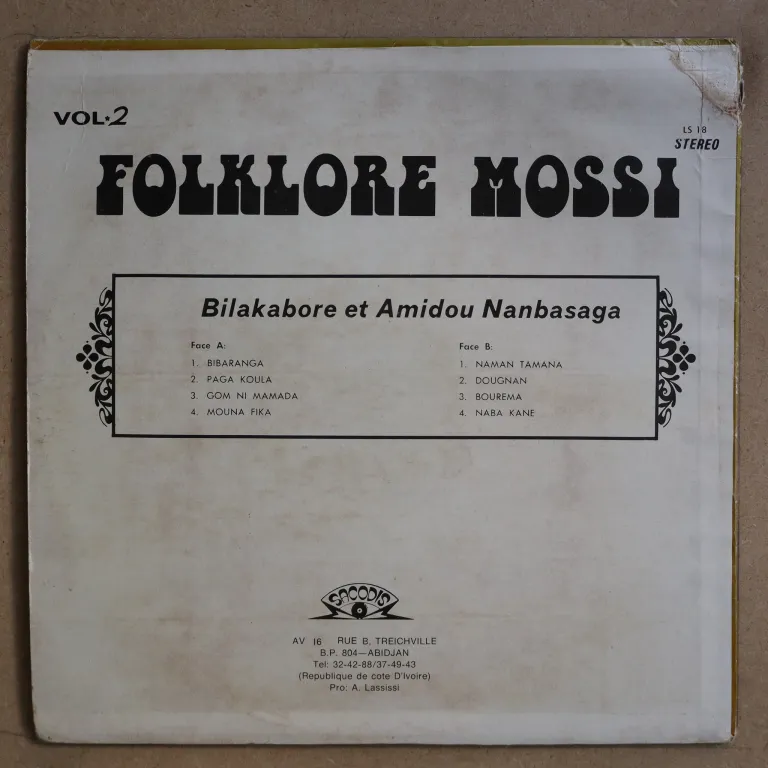 VOL★2
LS 18
STEREO
FOLKLORE MOSSI
Bilakabore et Amidou Nanbasaga
Face A:
1. BIBARANGA
2. PAGA KOULA
3. GOM NI MAMADA
4. MOUNA FIKA
Face B:
1. NAMAN TAMANA
2. DOUGNAN
3. BOUREMA
4. NABA KANE
SACODIS
AV 16 RUE B, TREICHVILLE
B.P. 804—ABIDJAN
Tel: 32-42-88/37-49-43
(Republique de cote D'Ivoire)
Pro: A. Lassissi